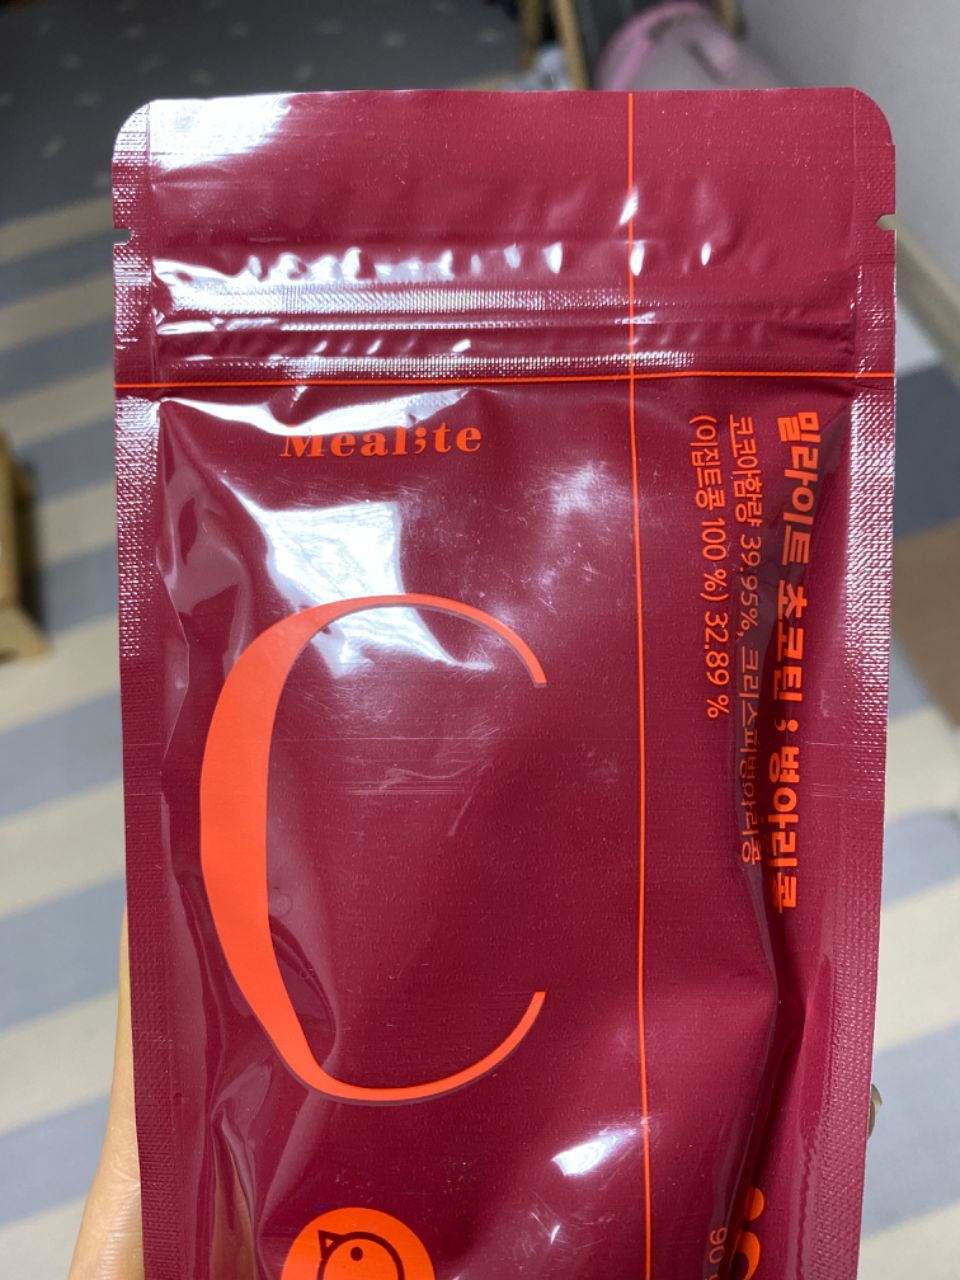 Meal;te
밀라이트 초코틴 ; 병아리콩
코코아함량 39.95%, 크리스피병아리콩
(이집트콩 100 %) 32.89 %
C
90